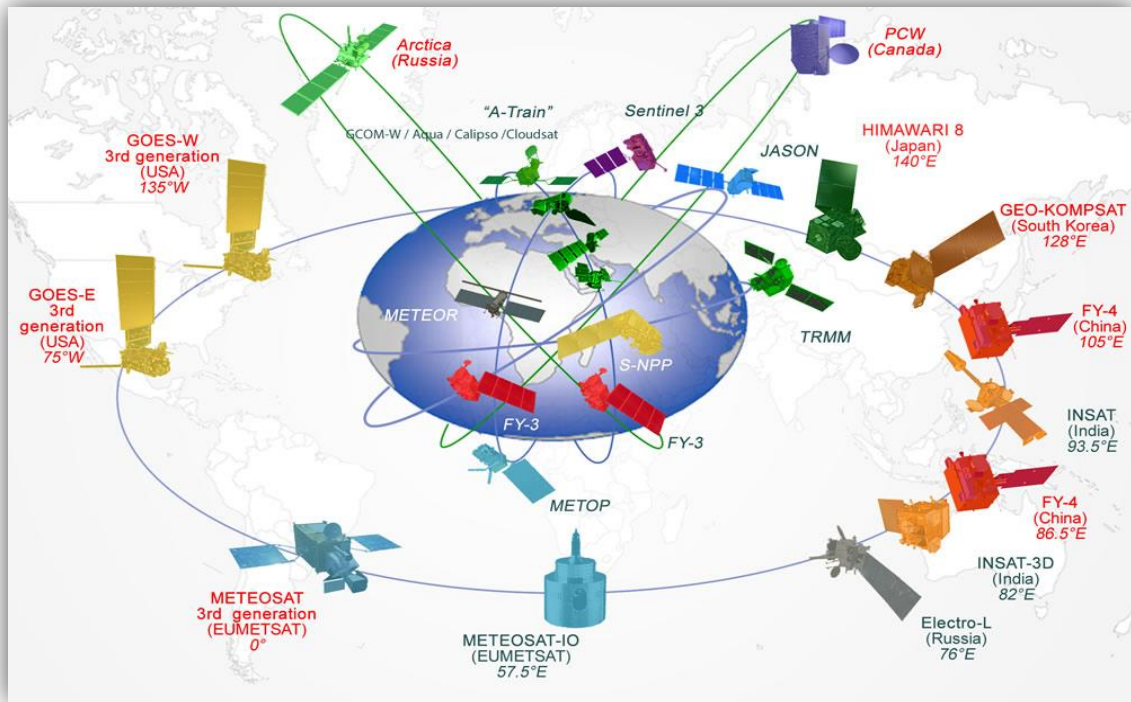 Arctica
(Russia)
PCW
(Canada)
"A-Train"
GCOM-W / Aqua / Calipso /Cloudsat
Sentinel 3
JASON
HIMAWARI 8
(Japan)
140°E
GOES-W
3rd generation
(USA)
135°W
GEO-KOMPSAT
(South Korea)
128°E
GOES-E
3rd
generation
(USA)
75°W
METEOR
TRMM
S-NPP
FY-4
(China)
105°E
FY-3
FY-3
INSAT
(India)
93.5°E
METOP
FY-4
(China)
86.5°E
INSAT-3D
(India)
82°E
METEOSAT
3rd generation
(EUMETSAT)
0°
METEOSAT-IO
(EUMETSAT)
57.5°E
Electro-L
(Russia)
76°E